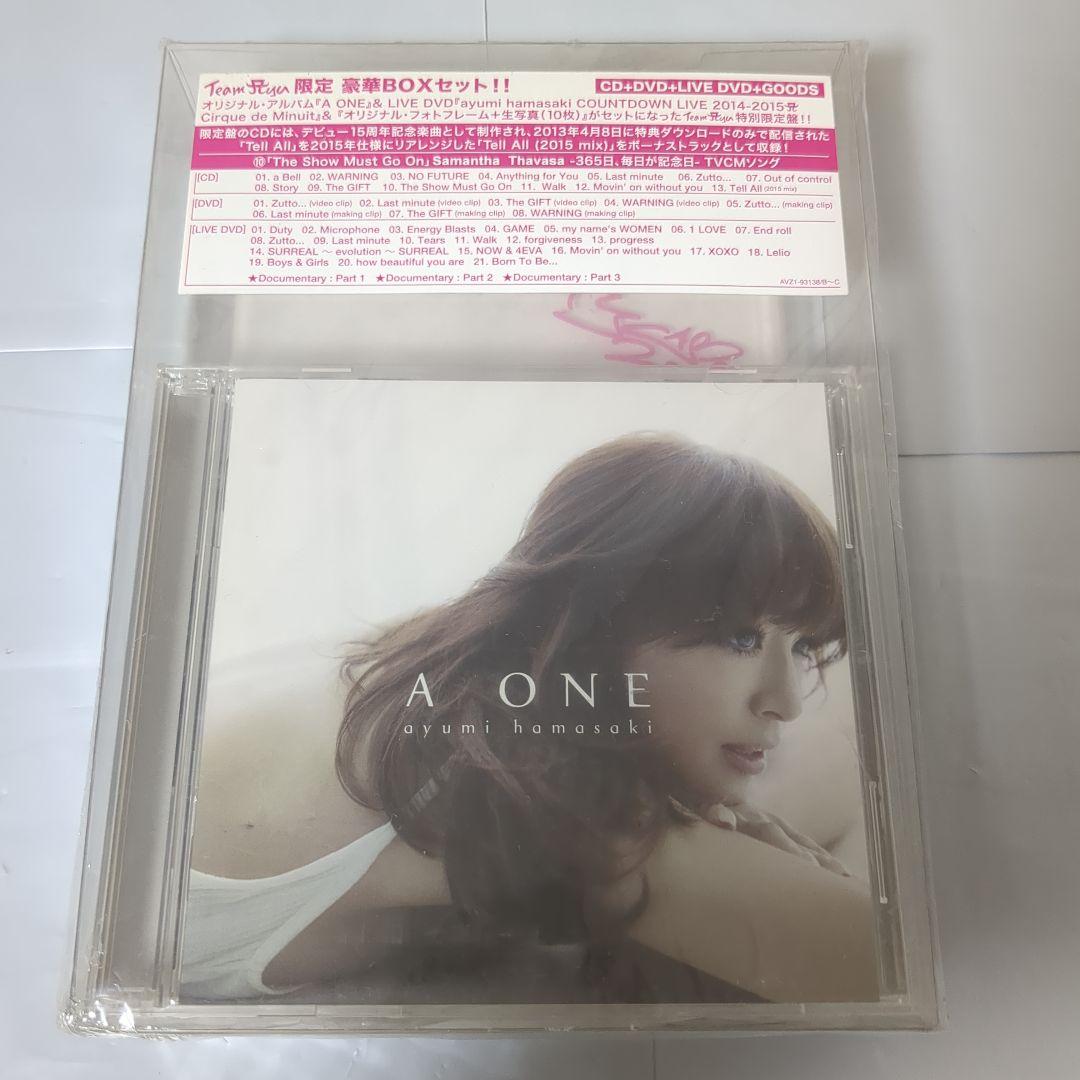 Team Ayu 限定 豪華BOXセット!!
CD+DVD+LIVE DVD+GOODS
オリジナル・アルバム『A ONE』& LIVE DVD『ayumi hamasaki COUNTDOWN LIVE 2014-2015 A
Cirque de Minuit』&『オリジナル・フォトフレーム+生写真(10枚)』がセットになったTeam Ayu特別限定盤!!
限定盤のCDには、デビュー15周年記念楽曲として制作され、2013年4月8日に特典ダウンロードのみで配信された
「Tell All」を2015年仕様にリアレンジした「Tell All (2015 mix)」をボーナストラックとして収録!
⑩「The Show Must Go On」Samantha Thavasa -365日、毎日が記念日- TVCMソング
[CD] 01. a Bell 02. WARNING 03. NO FUTURE 04. Anything for You 05. Last minute 06. Zutto... 07. Out of control
08. Story 09. The GIFT 10. The Show Must Go On 11. Walk 12. Movin' on without you 13. Tell All (2015 mix)
[DVD] 01. Zutto... (video clip) 02. Last minute (video clip) 03. The GIFT (video clip) 04. WARNING (video clip) 05. Zutto... (making clip)
06. Last minute (making clip) 07. The GIFT (making clip) 08. WARNING (making clip)
[LIVE DVD] 01. Duty 02. Microphone 03. Energy Blasts 04. GAME 05. my name's WOMEN 06. 1 LOVE 07. End roll
08. Zutto... 09. Last minute 10. Tears 11. Walk 12. forgiveness 13. progress
14. SURREAL ～ evolution ～ SURREAL 15. NOW & 4EVA 16. Movin' on without you 17. XOXO 18. Lelio
19. Boys & Girls 20. how beautiful you are 21. Born To Be...
★Documentary : Part 1 ★Documentary : Part 2 ★Documentary : Part 3
AVZ1-93138/B～C
A ONE
ayumi hamasaki